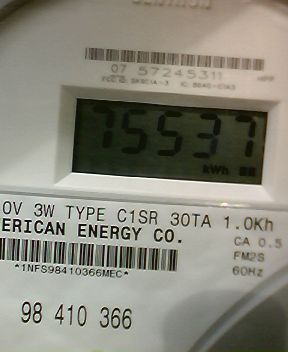 CENTRON
07 57245311
75537
kWh
0V 3W TYPE C1SR 30TA 1.0Kh
ERICAN ENERGY CO.
CA 0.5
*1NFS98410366MEC*
FM2S
60Hz
98 410 366